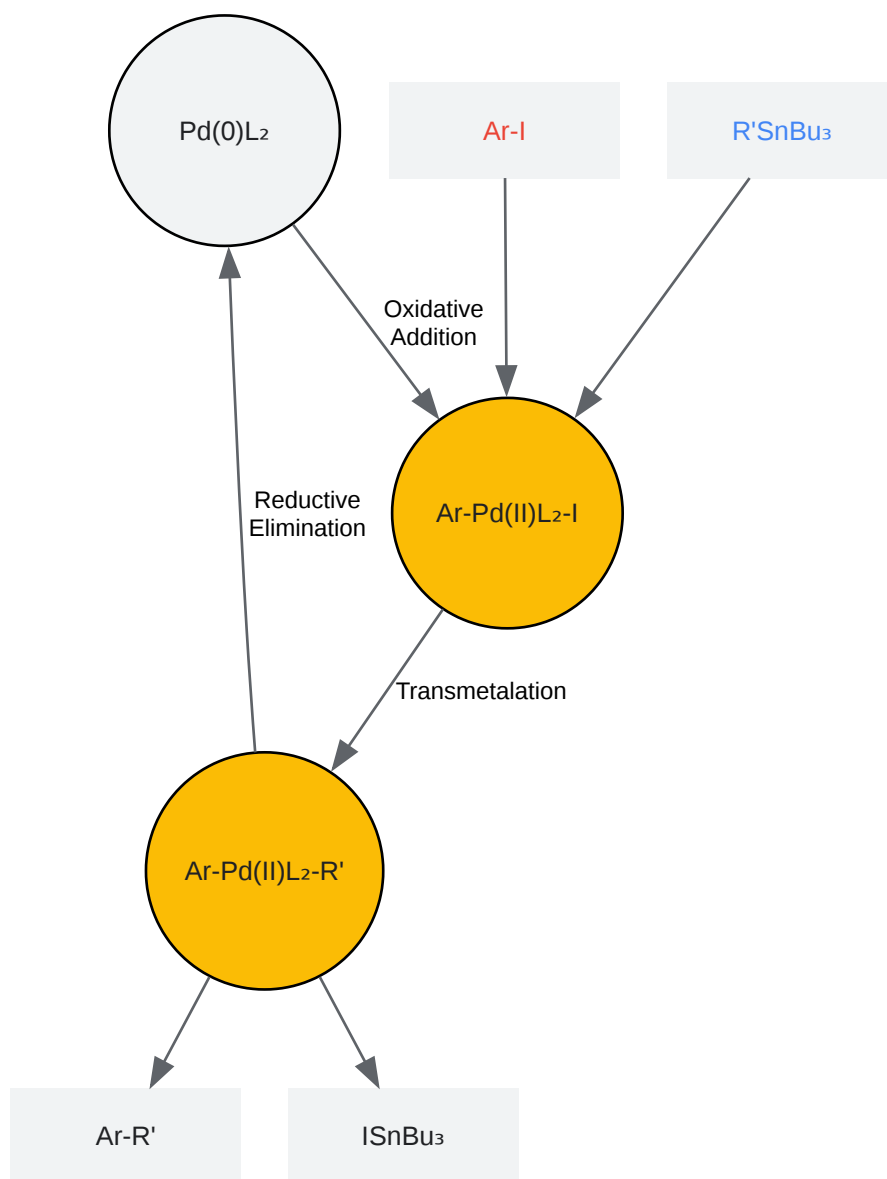 Pd(0)L₂
Ar-I
R'SnBu₃
Oxidative
Addition
Reductive
Elimination
Ar-Pd(II)L₂-I
Transmetalation
Ar-Pd(II)L₂-R'
Ar-R'
ISnBu₃